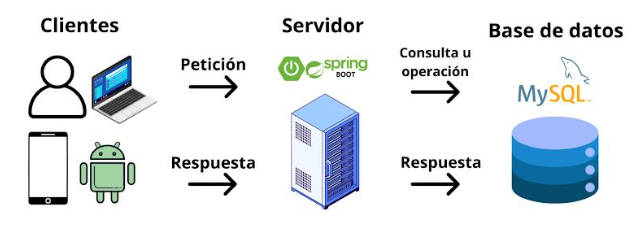 Clientes
Servidor
Base de datos
Petición
spring
BOOT
Consulta u
operación
MySQL
Respuesta
Respuesta